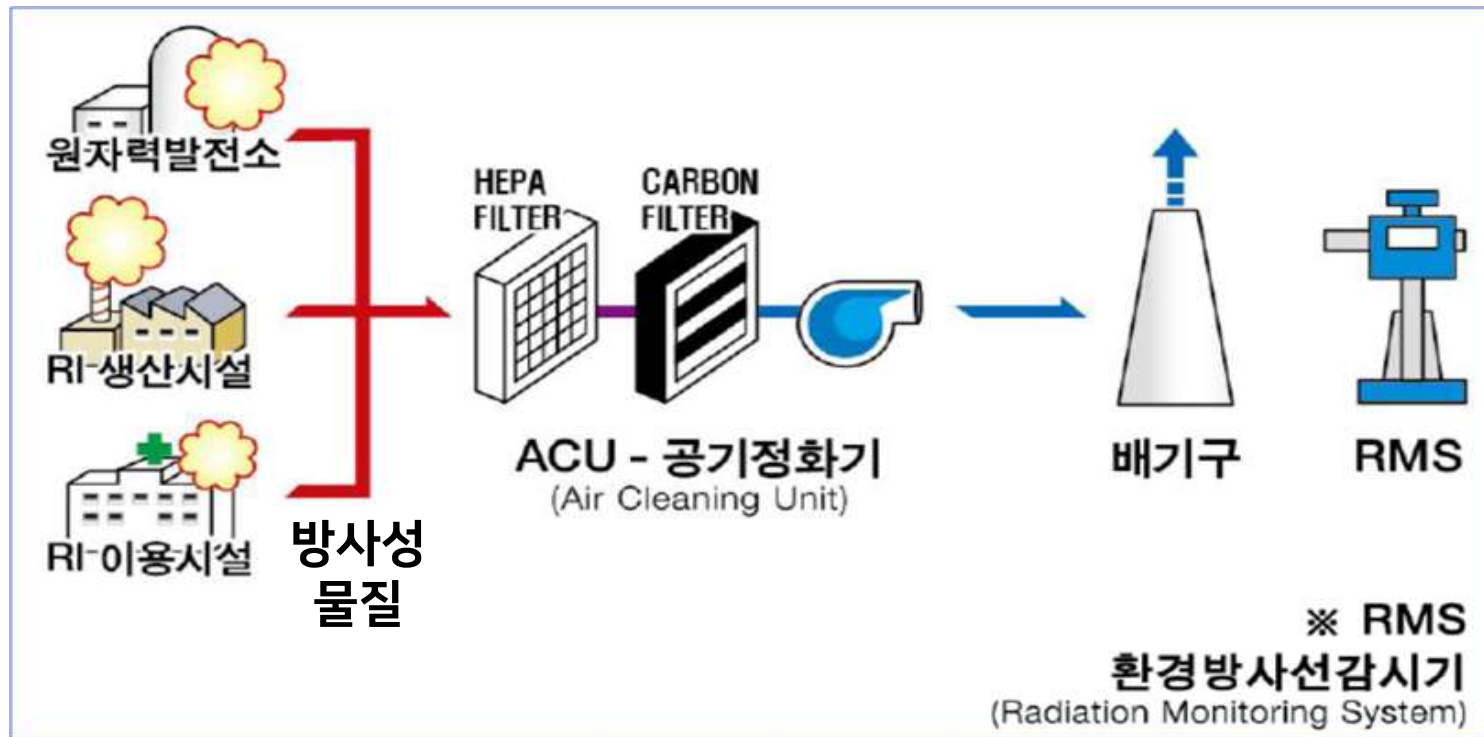 원자력발전소
RI 생산시설
RI 이용시설
방사성
물질
HEPA
FILTER
CARBON
FILTER
ACU - 공기정화기
(Air Cleaning Unit)
배기구
RMS
※ RMS
환경방사선감시기
(Radiation Monitoring System)